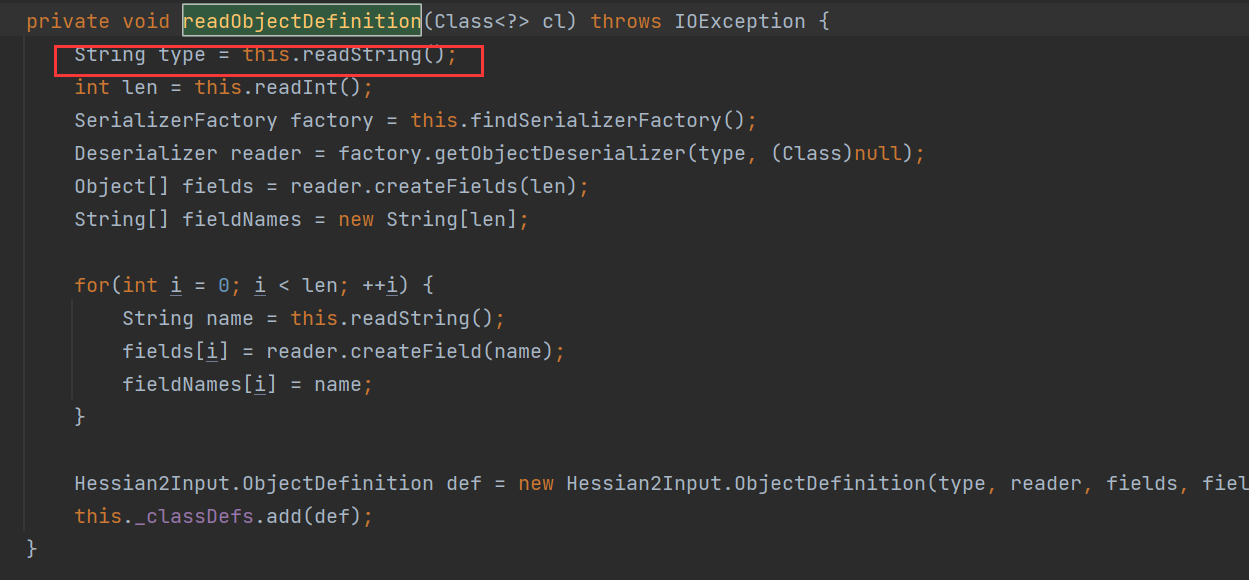 private void readObjectDefinition(Class<?> cl) throws IOException {
    String type = this.readString();
    int len = this.readInt();
    SerializerFactory factory = this.findSerializerFactory();
    Deserializer reader = factory.getObjectDeserializer(type, (Class)null);
    Object[] fields = reader.createFields(len);
    String[] fieldNames = new String[len];

    for(int i = 0; i < len; ++i) {
        String name = this.readString();
        fields[i] = reader.createField(name);
        fieldNames[i] = name;
    }

    Hessian2Input.ObjectDefinition def = new Hessian2Input.ObjectDefinition(type, reader, fields, fiel
    this._classDefs.add(def);
}